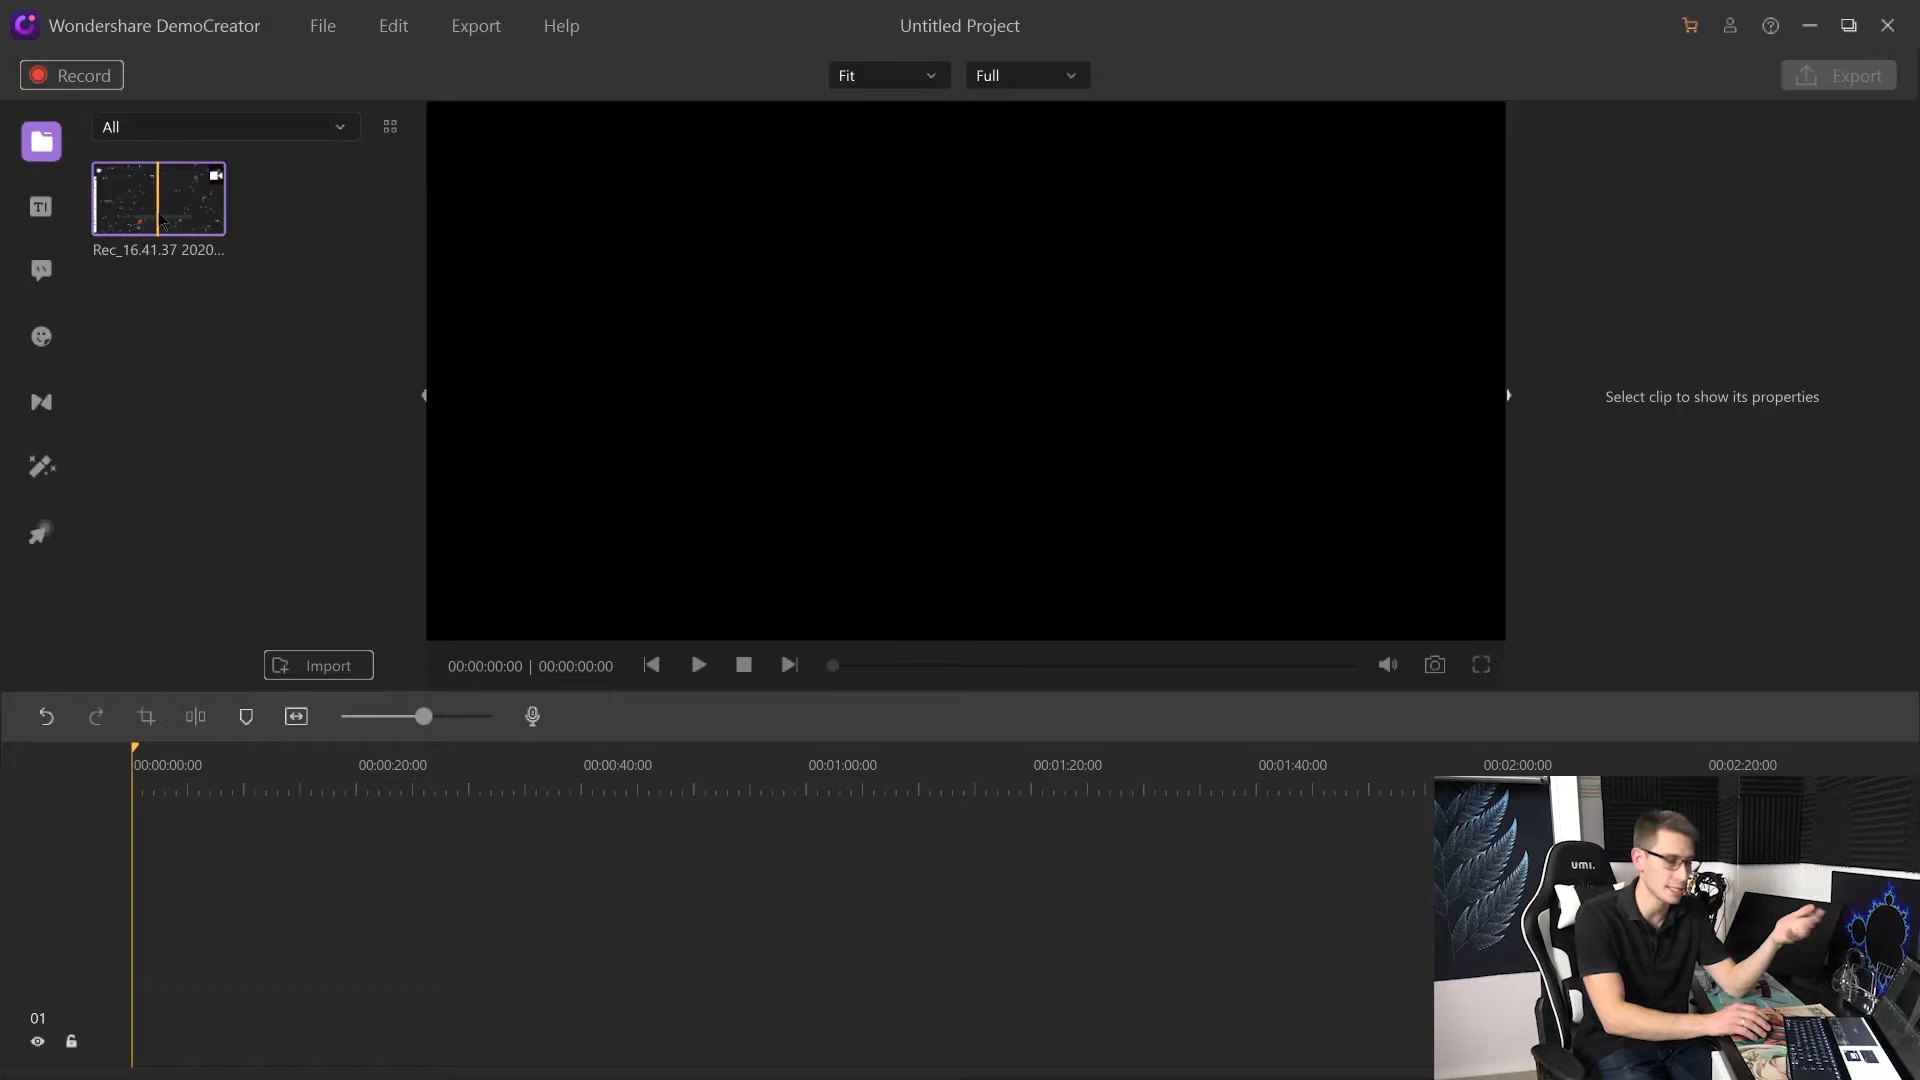 Wondershare DemoCreator File Edit Export Help Untitled Project
Record Fit Full Export
All
Rec_16.41.37 2020...
Select clip to show its properties
Import 00:00:00:00 | 00:00:00:00
00:00:00:00 00:00:20:00 00:00:40:00 00:01:00:00 00:01:20:00 00:01:40:00 00:02:00:00 00:02:20:00
umi.
01